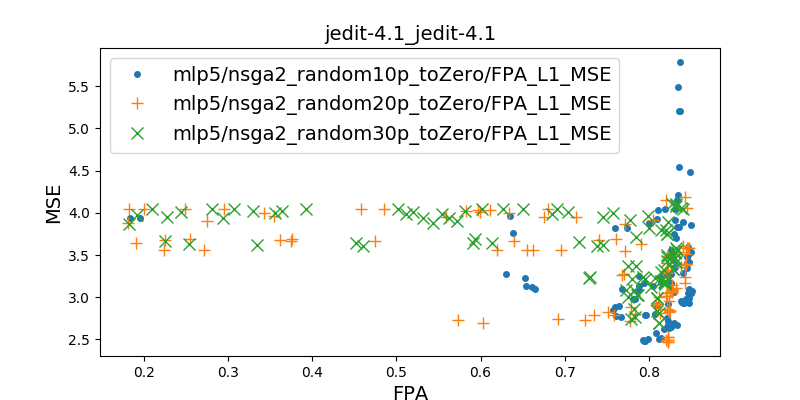 jedit-4.1_jedit-4.1
mlp5/nsga2_random10p_toZero/FPA_L1_MSE
mlp5/nsga2_random20p_toZero/FPA_L1_MSE
mlp5/nsga2_random30p_toZero/FPA_L1_MSE
MSE
5.5
5.0
4.5
4.0
3.5
3.0
2.5
0.2 0.3 0.4 0.5 0.6 0.7 0.8
FPA